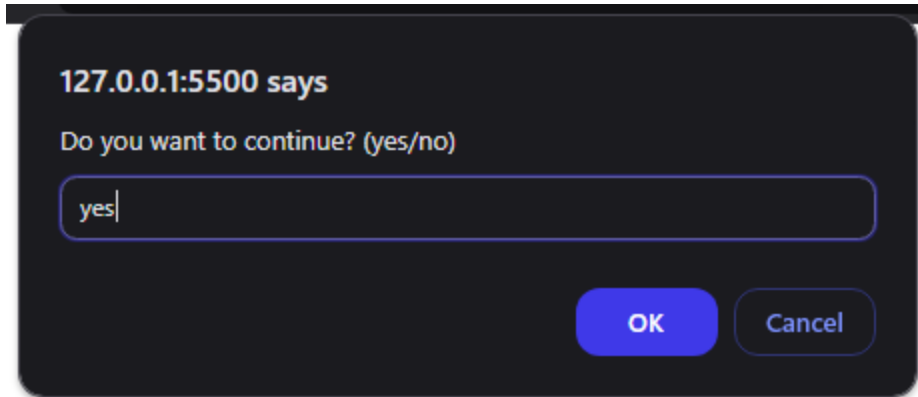 127.0.0.1:5500 says
Do you want to continue? (yes/no)
yes
OK Cancel